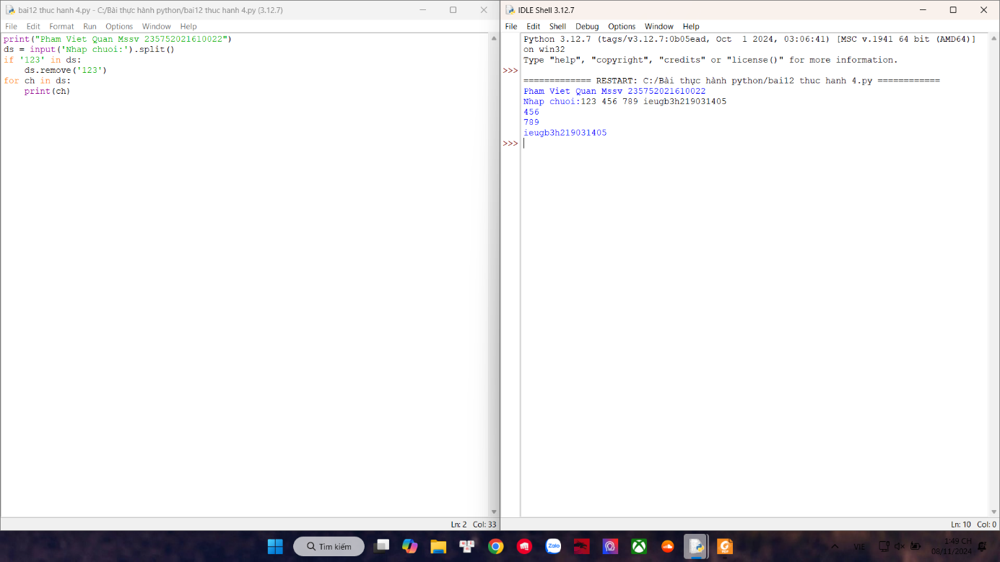 bai12 thuc hanh 4.py - C:/Bài thực hành python/bai12 thuc hanh 4.py (3.12.7)
File Edit Format Run Options Window Help
print("Pham Viet Quan Mssv 235752021610022")
ds = input('Nhap chuoi:').split()
if '123' in ds:
    ds.remove('123')
for ch in ds:
    print(ch)
Ln: 2 Col: 33
IDLE Shell 3.12.7
File Edit Shell Debug Options Window Help
Python 3.12.7 (tags/v3.12.7:0b05ead, Oct  1 2024, 03:06:41) [MSC v.1941 64 bit (AMD64)]
on win32
Type "help", "copyright", "credits" or "license()" for more information.
>>>
============= RESTART: C:/Bài thực hành python/bai12 thuc hanh 4.py ============
Pham Viet Quan Mssv 235752021610022
Nhap chuoi:123 456 789 ieugb3h219031405
456
789
ieugb3h219031405
>>>
Ln: 10 Col: 0
Tìm kiếm
Zalo
VIE
1:49 CH
08/11/2024